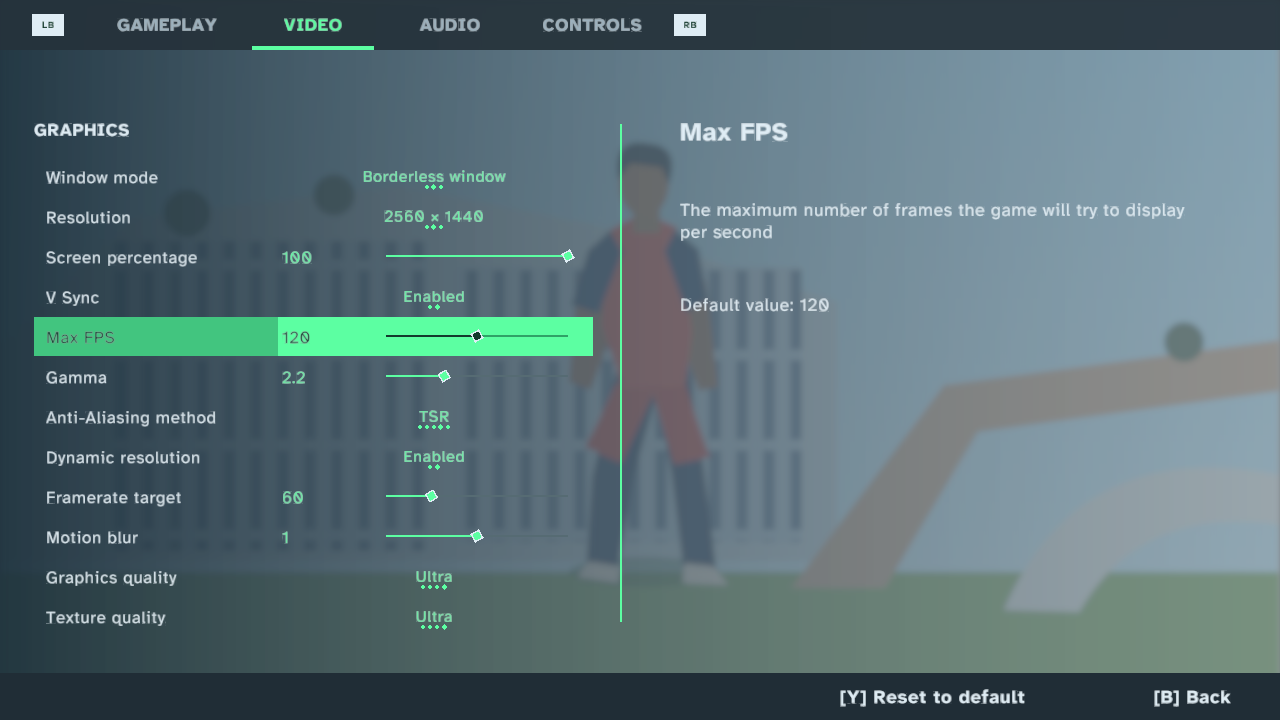 LB GAMEPLAY VIDEO AUDIO CONTROLS RB
GRAPHICS
Window mode Borderless window
Resolution 2560 × 1440
Screen percentage 100
V Sync Enabled
Max FPS 120
Gamma 2.2
Anti-Aliasing method TSR
Dynamic resolution Enabled
Framerate target 60
Motion blur 1
Graphics quality Ultra
Texture quality Ultra
Max FPS
The maximum number of frames the game will try to display
per second
Default value: 120
[Y] Reset to default [B] Back